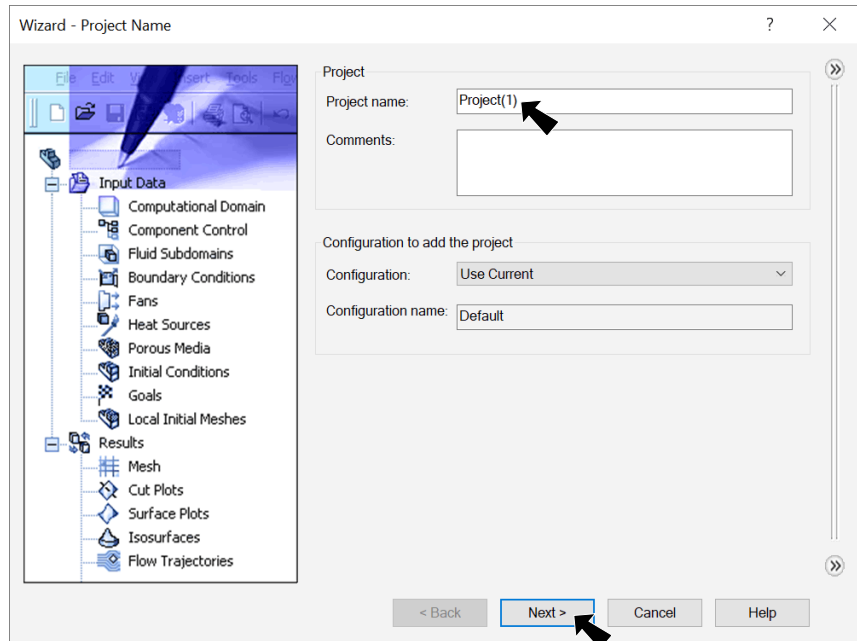 Wizard - Project Name
?
File Edit View Insert Tools Flow
Input Data
Computational Domain
Component Control
Fluid Subdomains
Boundary Conditions
Fans
Heat Sources
Porous Media
Initial Conditions
Goals
Local Initial Meshes
Results
Mesh
Cut Plots
Surface Plots
Isosurfaces
Flow Trajectories
Project
Project name: Project(1)
Comments:
Configuration to add the project
Configuration: Use Current
Configuration name: Default
< Back Next > Cancel Help